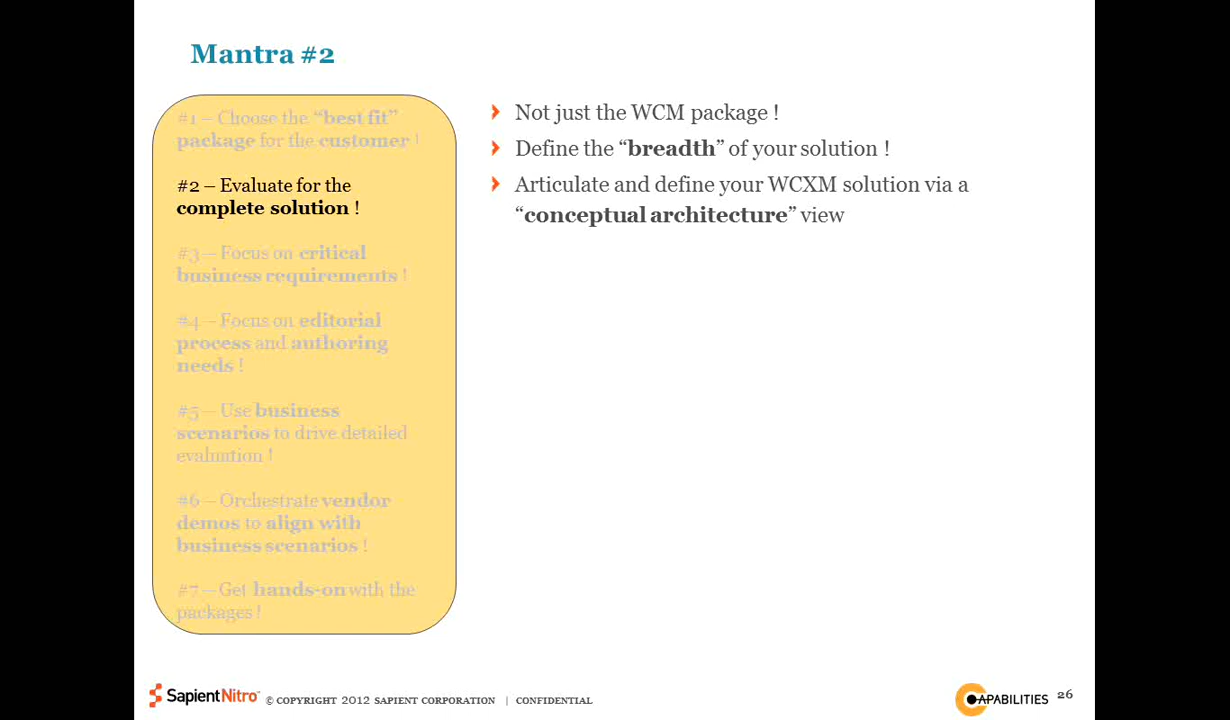 Mantra #2
#1 – Choose the “best fit”
package for the customer !
#2 – Evaluate for the
complete solution !
#3 – Focus on critical
business requirements !
#4 – Focus on editorial
process and authoring
needs !
#5 – Use business
scenarios to drive detailed
evaluation !
#6 – Orchestrate vendor
demos to align with
business scenarios !
#7 – Get hands-on with the
packages !
Not just the WCM package !
Define the “breadth” of your solution !
Articulate and define your WCXM solution via a
“conceptual architecture” view
SapientNitro © COPYRIGHT 2012 SAPIENT CORPORATION | CONFIDENTIAL
CAPABILITIES 26